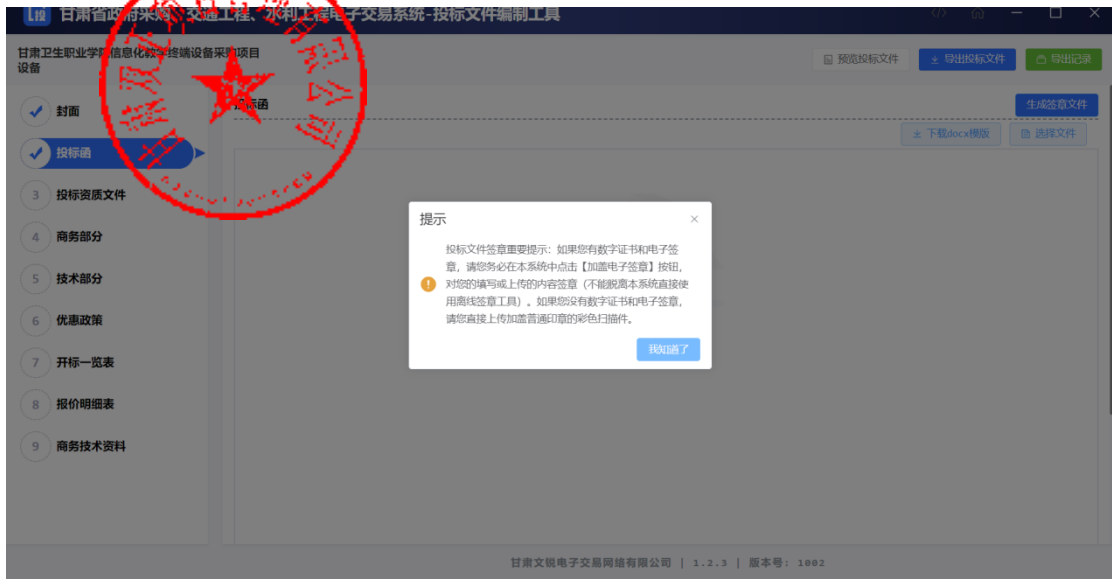 甘肃省政府采购、交通工程、水利工程电子交易系统-投标文件编制工具
甘肃卫生职业学院信息化教学终端设备采购项目
设备
预览投标文件
导出投标文件
导出记录
封面
投标函
3 投标资质文件
4 商务部分
5 技术部分
6 优惠政策
7 开标一览表
8 报价明细表
9 商务技术资料
投标函
生成签章文件
下载docx模版
选择文件
提示
投标文件签章重要提示：如果您有数字证书和电子签
章，请您务必在本系统中点击【加盖电子签章】按钮，
对您的填写或上传的内容签章（不能脱离本系统直接使
用离线签章工具）。如果您没有数字证书和电子签章，
请您直接上传加盖普通印章的彩色扫描件。
我知道了
甘肃文锐电子交易网络有限公司 | 1.2.3 | 版本号: 1002